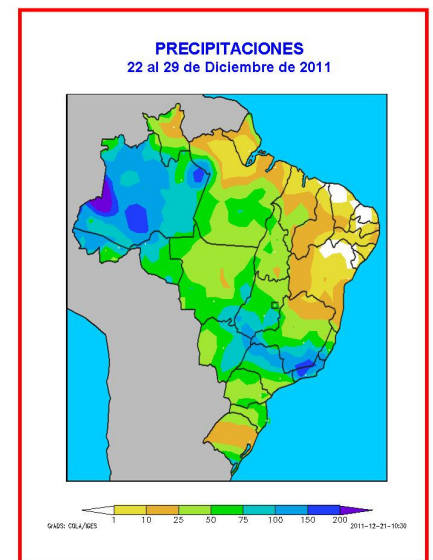 PRECIPITACIONES
22 al 29 de Diciembre de 2011
1 10 25 50 75 100 150 200
GrADS: COLA/IGES 2011-12-21-10:30